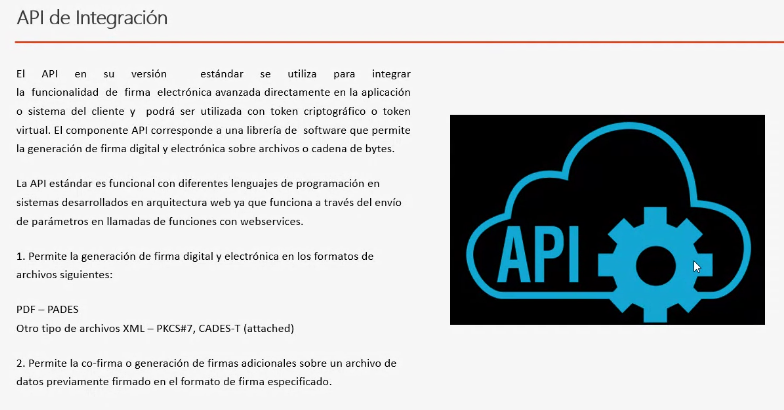 API de Integración
El API en su versión estándar se utiliza para integrar
la funcionalidad de firma electrónica avanzada directamente en la aplicación
o sistema del cliente y podrá ser utilizada con token criptográfico o token
virtual. El componente API corresponde a una librería de software que permite
la generación de firma digital y electrónica sobre archivos o cadena de bytes.
La API estándar es funcional con diferentes lenguajes de programación en
sistemas desarrollados en arquitectura web ya que funciona a través del envío
de parámetros en llamadas de funciones con webservices.
1. Permite la generación de firma digital y electrónica en los formatos de
archivos siguientes:
PDF – PADES
Otro tipo de archivos XML – PKCS#7, CADES-T (attached)
2. Permite la co-firma o generación de firmas adicionales sobre un archivo de
datos previamente firmado en el formato de firma especificado.
API